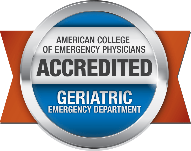 AMERICAN COLLEGE
OF EMERGENCY PHYSICIANS
ACCREDITED
GERIATRIC
EMERGENCY DEPARTMENT